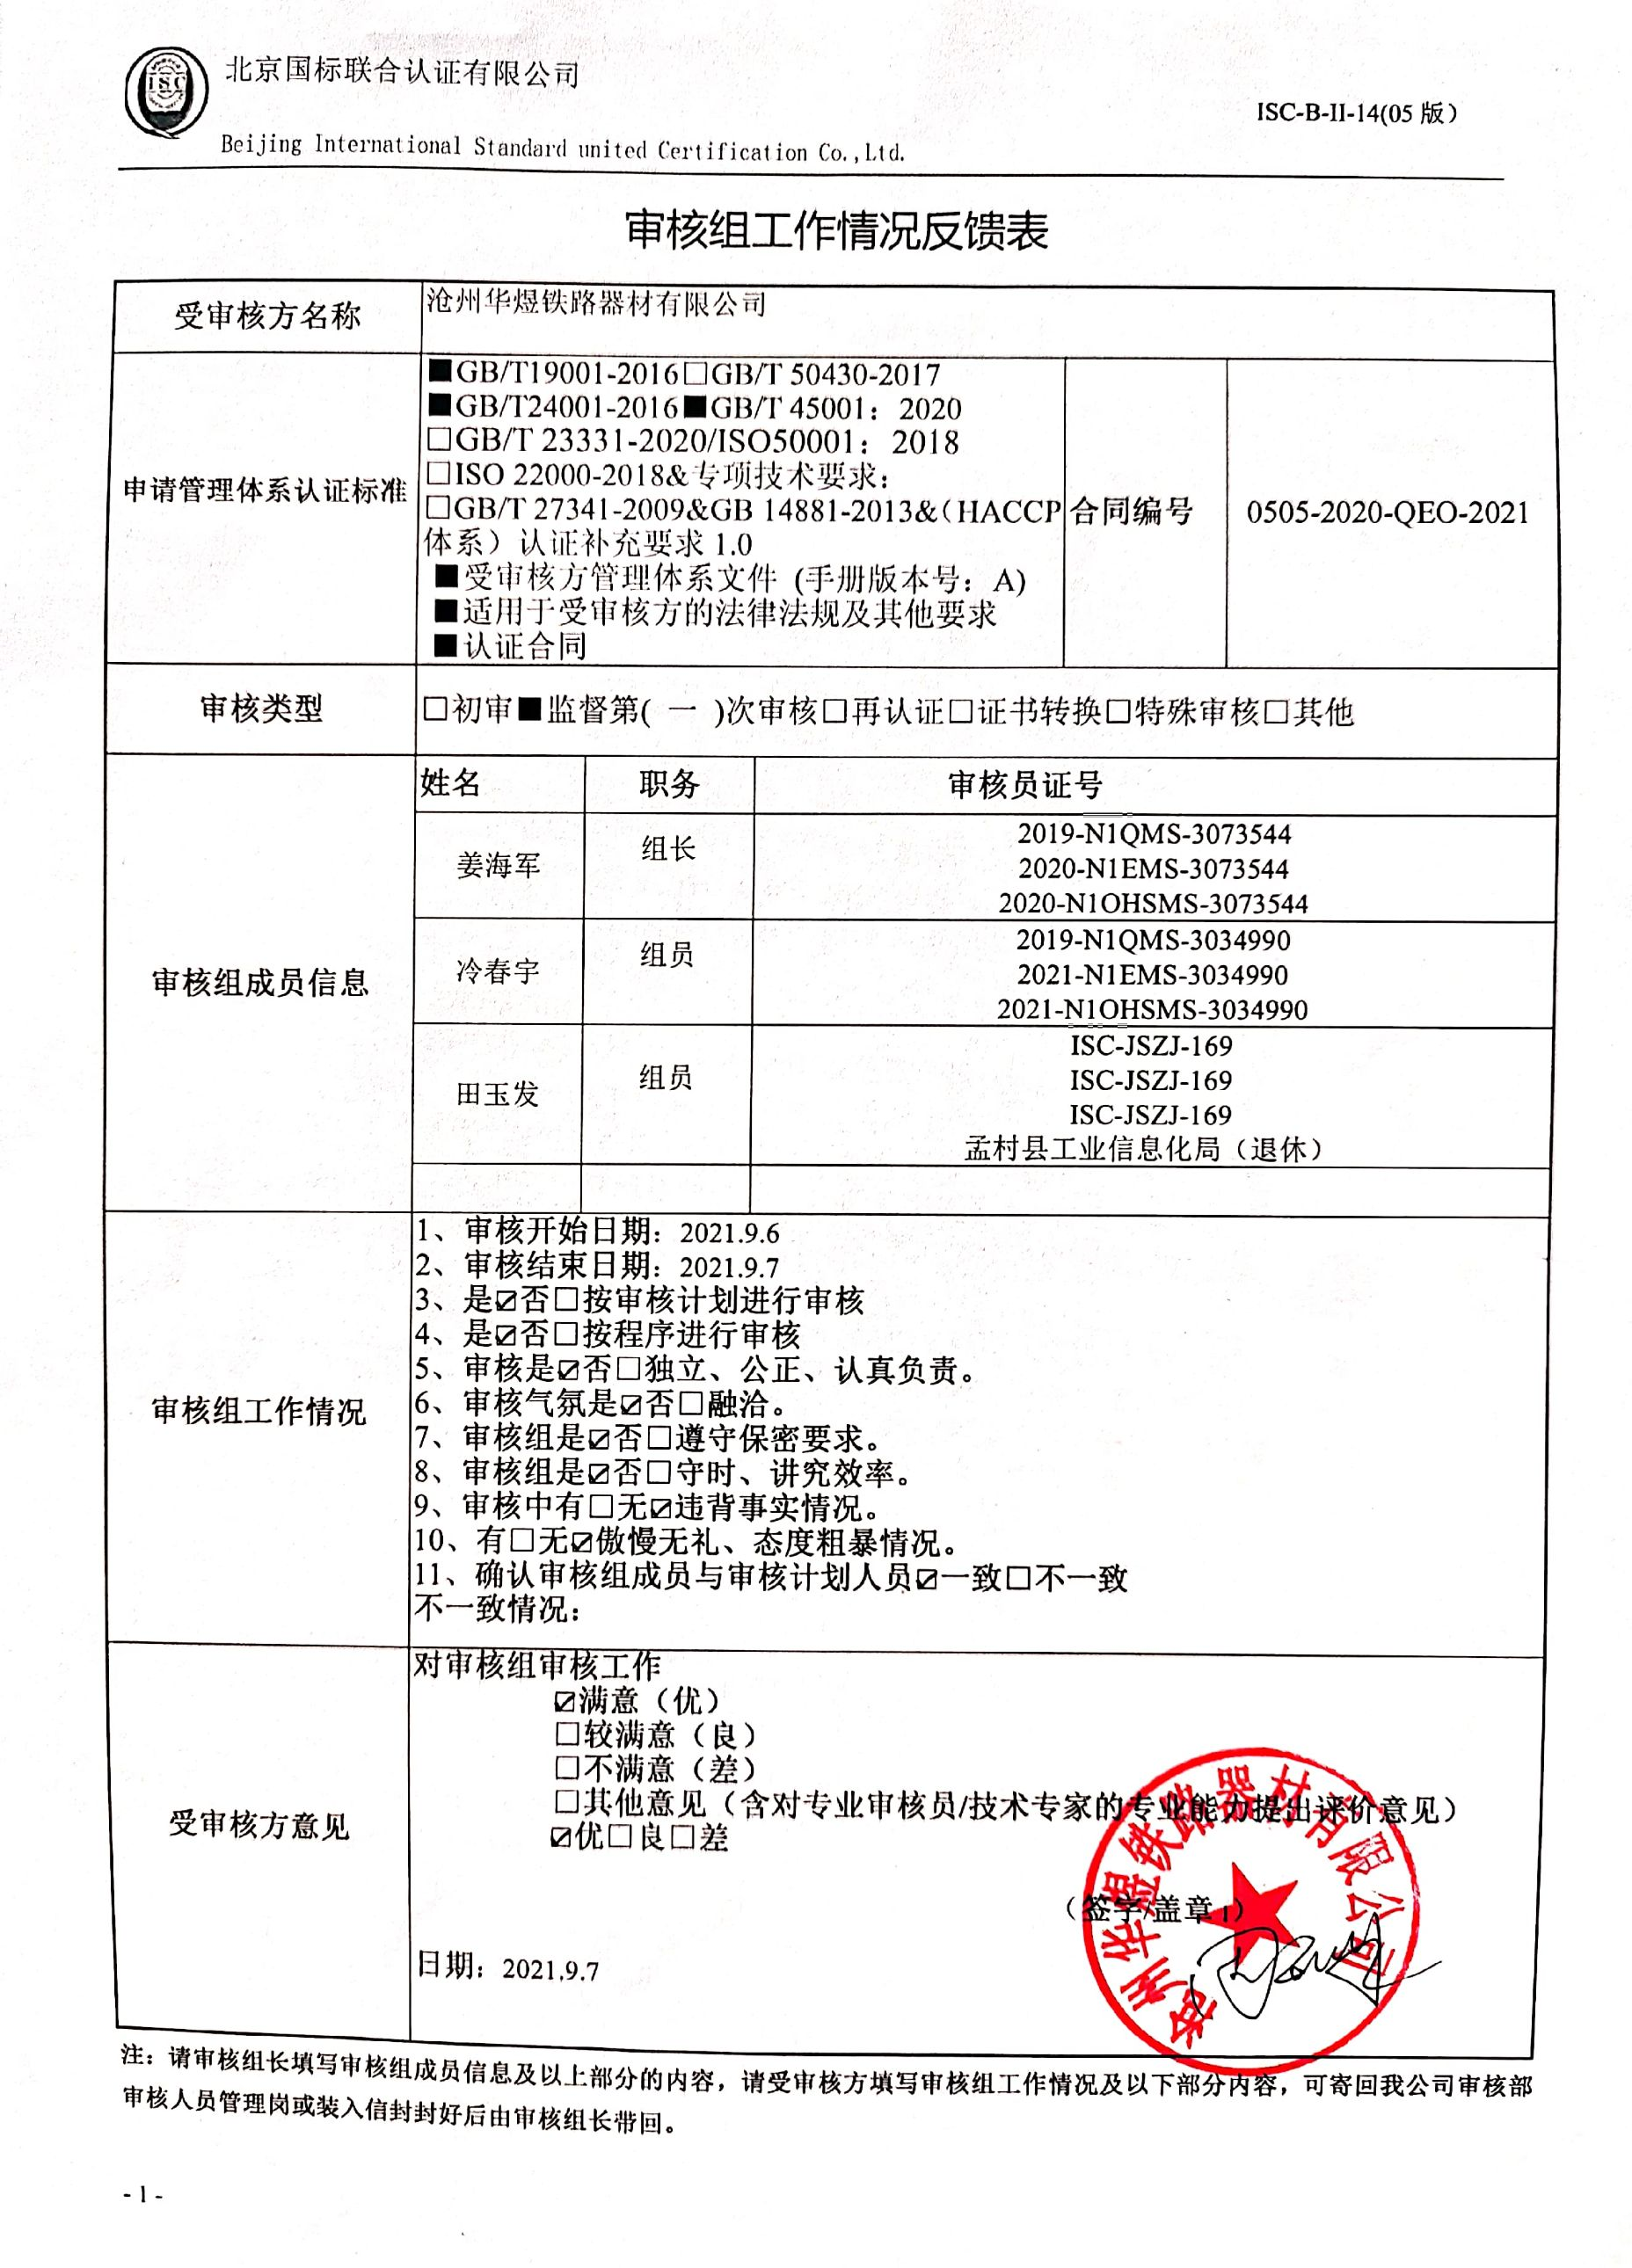 ISC
北京国标联合认证有限公司
ISC-B-II-14(05 版)
Beijing International Standard united Certification Co.,Ltd.
审核组工作情况反馈表
受审核方名称
沧州华煜铁路器材有限公司
申请管理体系认证标准
■GB/T19001-2016□GB/T 50430-2017
■GB/T24001-2016■GB/T 45001：2020
□GB/T 23331-2020/ISO50001：2018
□ISO 22000-2018&专项技术要求：
□GB/T 27341-2009&GB 14881-2013&（HACCP
体系）认证补充要求 1.0
■受审核方管理体系文件 (手册版本号：A)
■适用于受审核方的法律法规及其他要求
■认证合同
合同编号
0505-2020-QEO-2021
审核类型
□初审■监督第( 一 )次审核□再认证□证书转换□特殊审核□其他
审核组成员信息
姓名 职务 审核员证号
姜海军 组长
2019-N1QMS-3073544
2020-N1EMS-3073544
2020-N1OHSMS-3073544
冷春宇 组员
2019-N1QMS-3034990
2021-N1EMS-3034990
2021-N1OHSMS-3034990
田玉发 组员
ISC-JSZJ-169
ISC-JSZJ-169
ISC-JSZJ-169
孟村县工业信息化局（退休）
审核组工作情况
1、审核开始日期：2021.9.6
2、审核结束日期：2021.9.7
3、是☑否□按审核计划进行审核
4、是☑否□按程序进行审核
5、审核是☑否□独立、公正、认真负责。
6、审核气氛是☑否□融洽。
7、审核组是☑否□遵守保密要求。
8、审核组是☑否□守时、讲究效率。
9、审核中有□无☑违背事实情况。
10、有□无☑傲慢无礼、态度粗暴情况。
11、确认审核组成员与审核计划人员☑一致□不一致
不一致情况：
受审核方意见
对审核组审核工作
☑满意（优）
□较满意（良）
□不满意（差）
□其他意见（含对专业审核员/技术专家的专业能力提出评价意见）
☑优□良□差
（签字/盖章）
沧州华煜铁路器材有限公司
日期：2021.9.7
注：请审核组长填写审核组成员信息及以上部分的内容，请受审核方填写审核组工作情况及以下部分内容，可寄回我公司审核部
审核人员管理岗或装入信封封好后由审核组长带回。
- 1 -